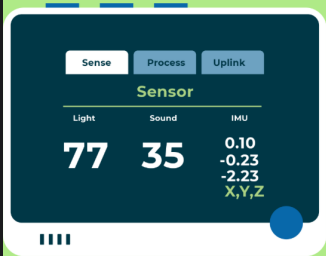 Sense Process Uplink
Sensor
Light Sound IMU
77 35 0.10
-0.23
-2.23
X,Y,Z